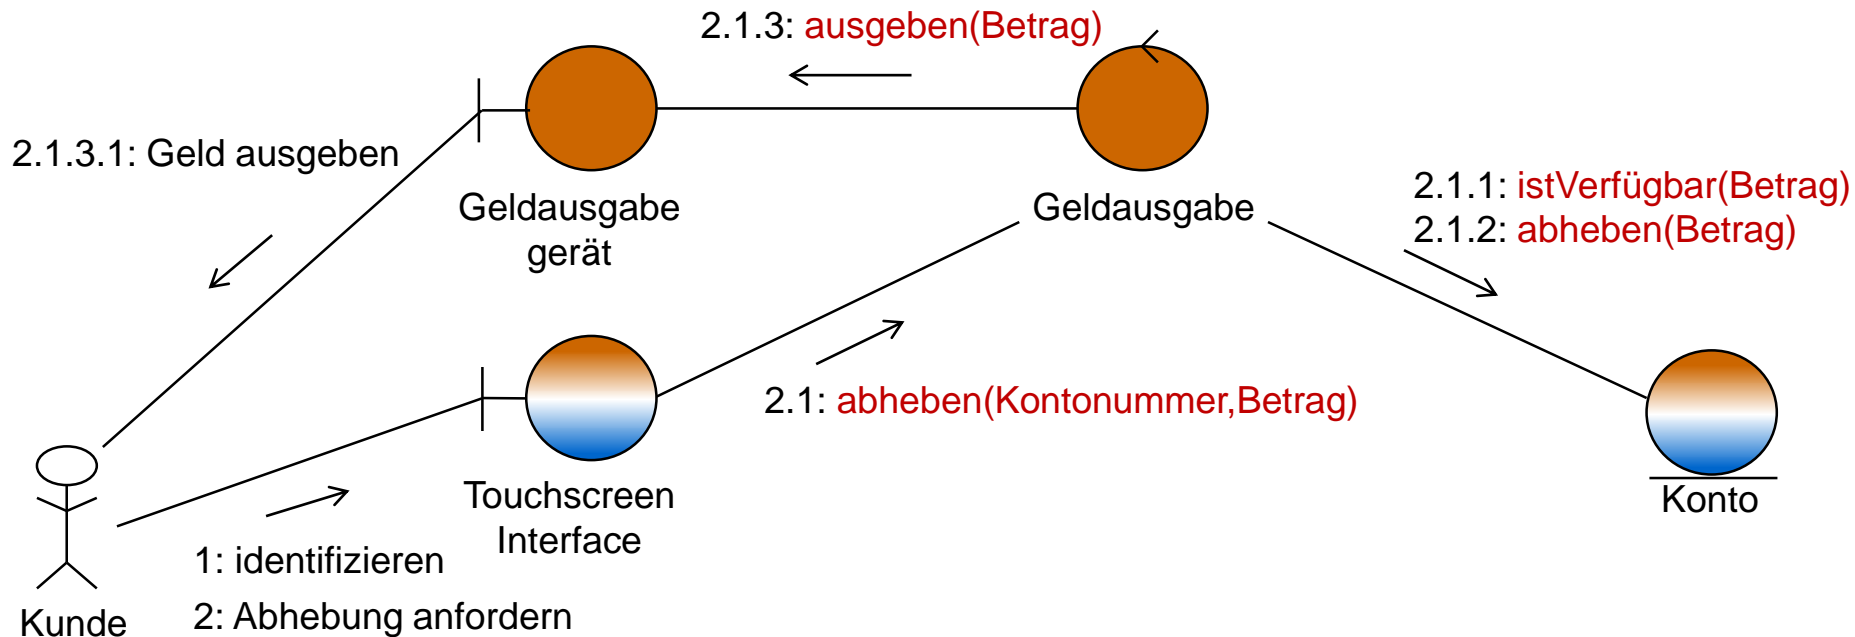 2.1.3: ausgeben(Betrag)
2.1.3.1: Geld ausgeben
Geldausgabe
gerät
Geldausgabe
2.1.1: istVerfügbar(Betrag)
2.1.2: abheben(Betrag)
2.1: abheben(Kontonummer,Betrag)
Touchscreen
Interface
Konto
1: identifizieren
2: Abhebung anfordern
Kunde